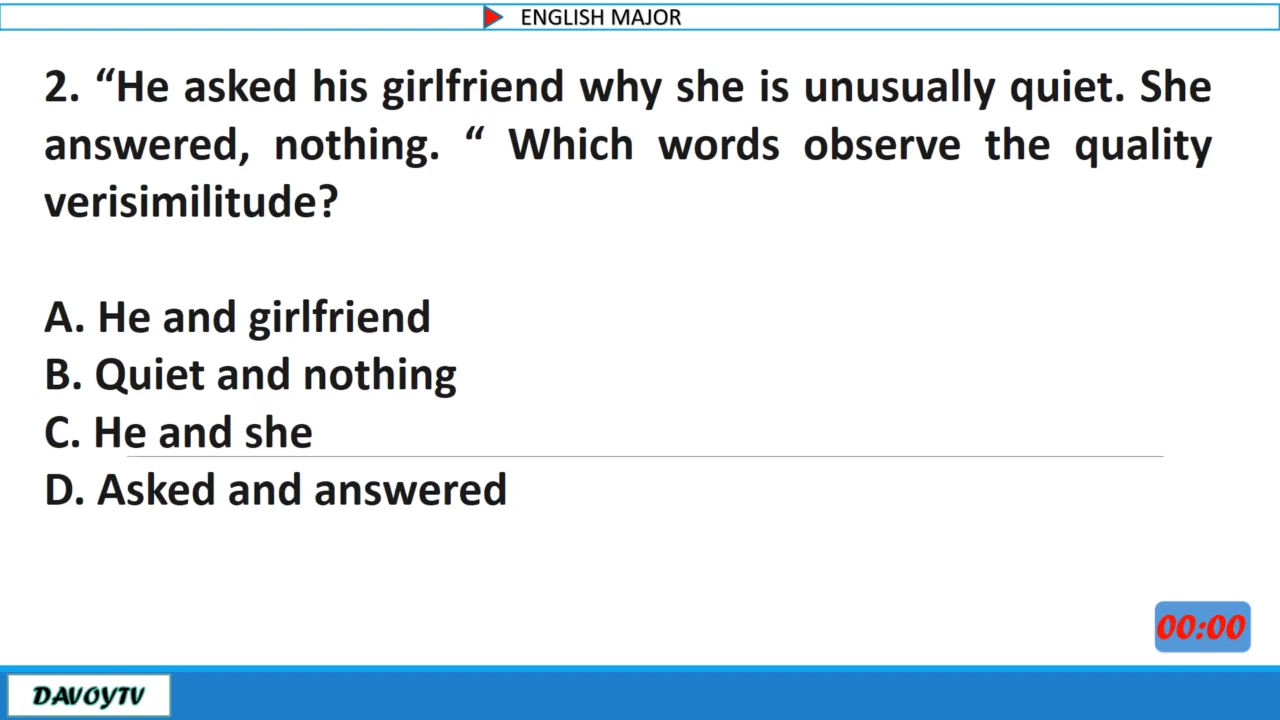 ENGLISH MAJOR
2. “He asked his girlfriend why she is unusually quiet. She
answered, nothing. “ Which words observe the quality
verisimilitude?
A. He and girlfriend
B. Quiet and nothing
C. He and she
D. Asked and answered
00:00
DAVOYTV